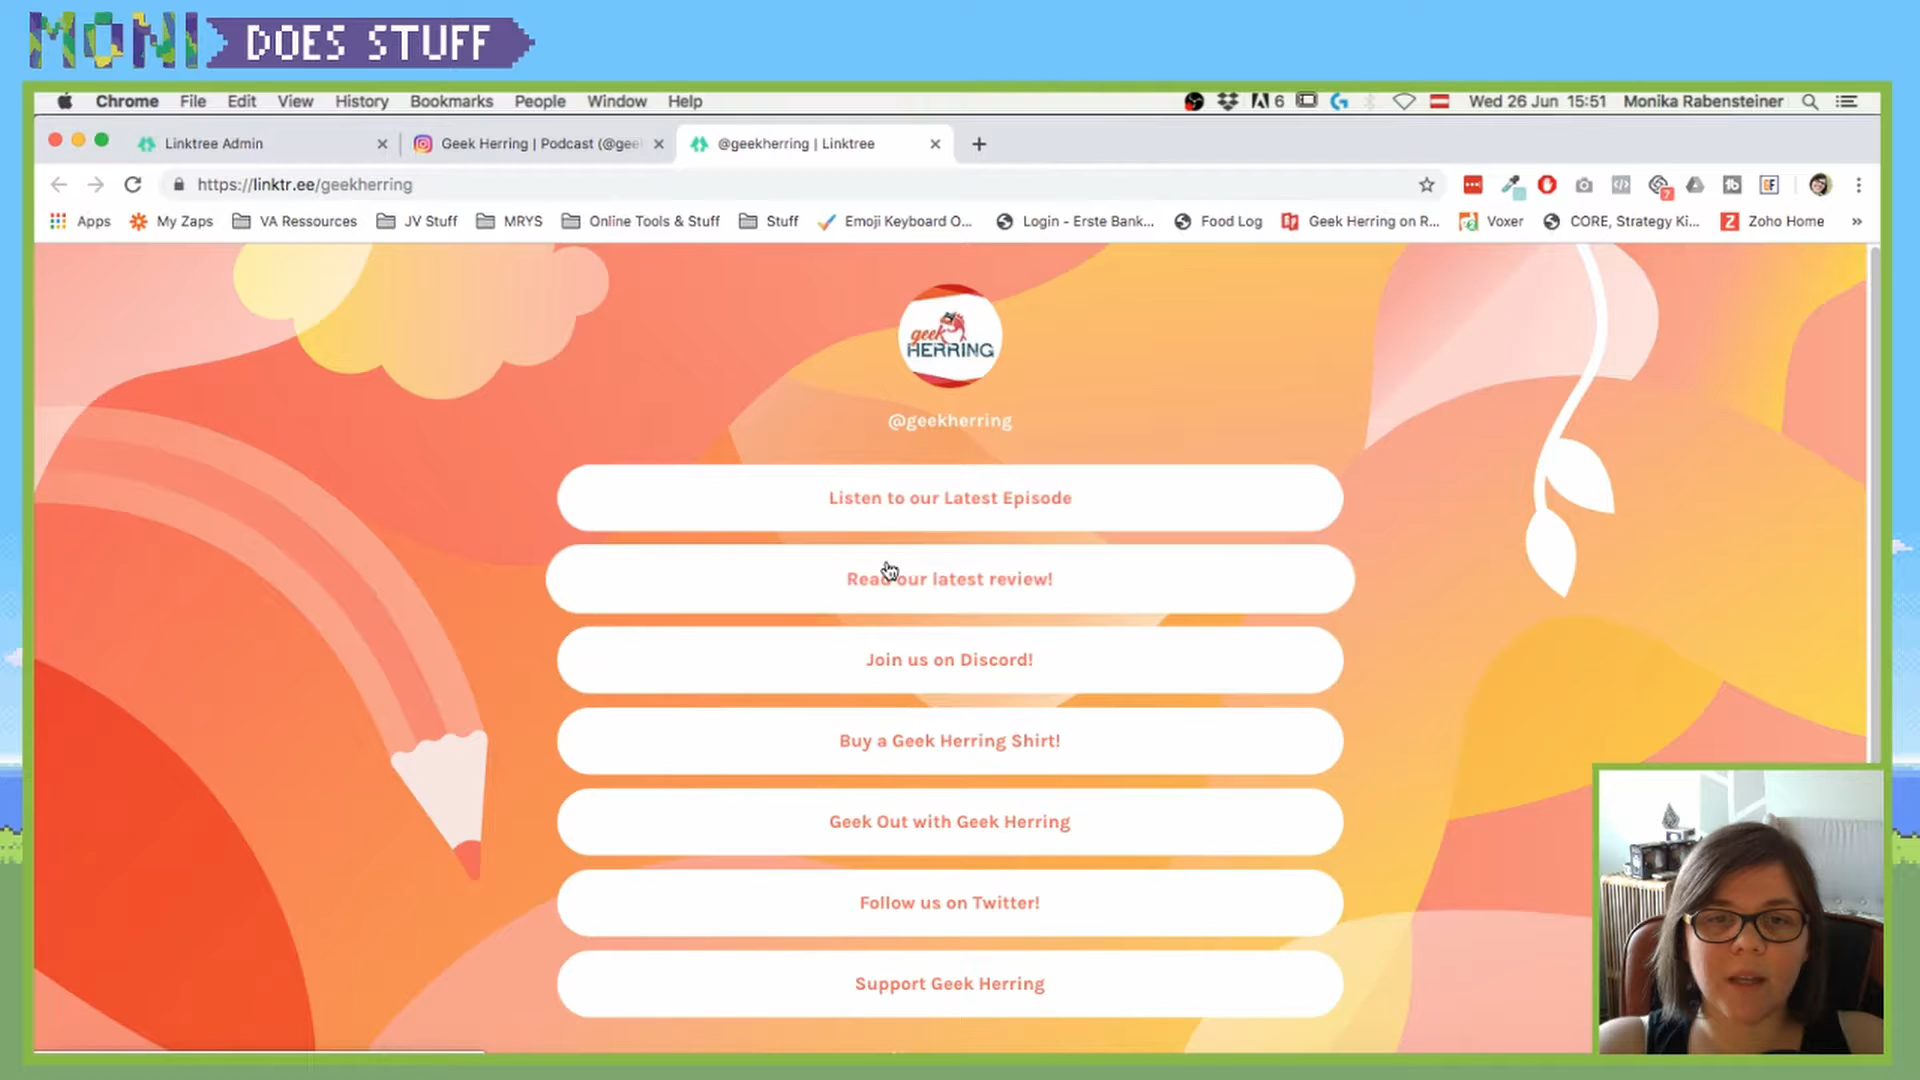 MONI DOES STUFF
Chrome File Edit View History Bookmarks People Window Help 6 Wed 26 Jun 15:51 Monika Rabensteiner
Linktree Admin Geek Herring | Podcast (@geel @geekherring | Linktree
https://linktr.ee/geekherring
Apps My Zaps VA Ressources JV Stuff MRYS Online Tools & Stuff Stuff Emoji Keyboard O... Login - Erste Bank... Food Log Geek Herring on R... Voxer CORE, Strategy Ki... Zoho Home »
geek
HERRING
@geekherring
Listen to our Latest Episode
Read our latest review!
Join us on Discord!
Buy a Geek Herring Shirt!
Geek Out with Geek Herring
Follow us on Twitter!
Support Geek Herring